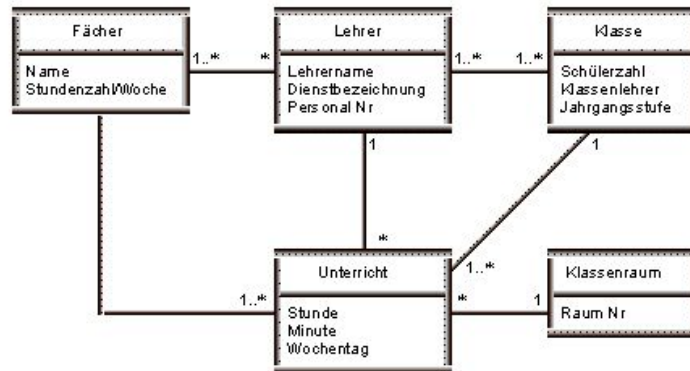 Fächer
Name
Stundenzahl/Woche
1..*
*
Lehrer
Lehrername
Dienstbezeichnung
Personal Nr
1..*
1..*
Klasse
Schülerzahl
Klassenlehrer
Jahrgangsstufe
1
1
*
1..*
1..*
Unterricht
Stunde
Minute
Wochentag
*
1
Klassenraum
Raum Nr